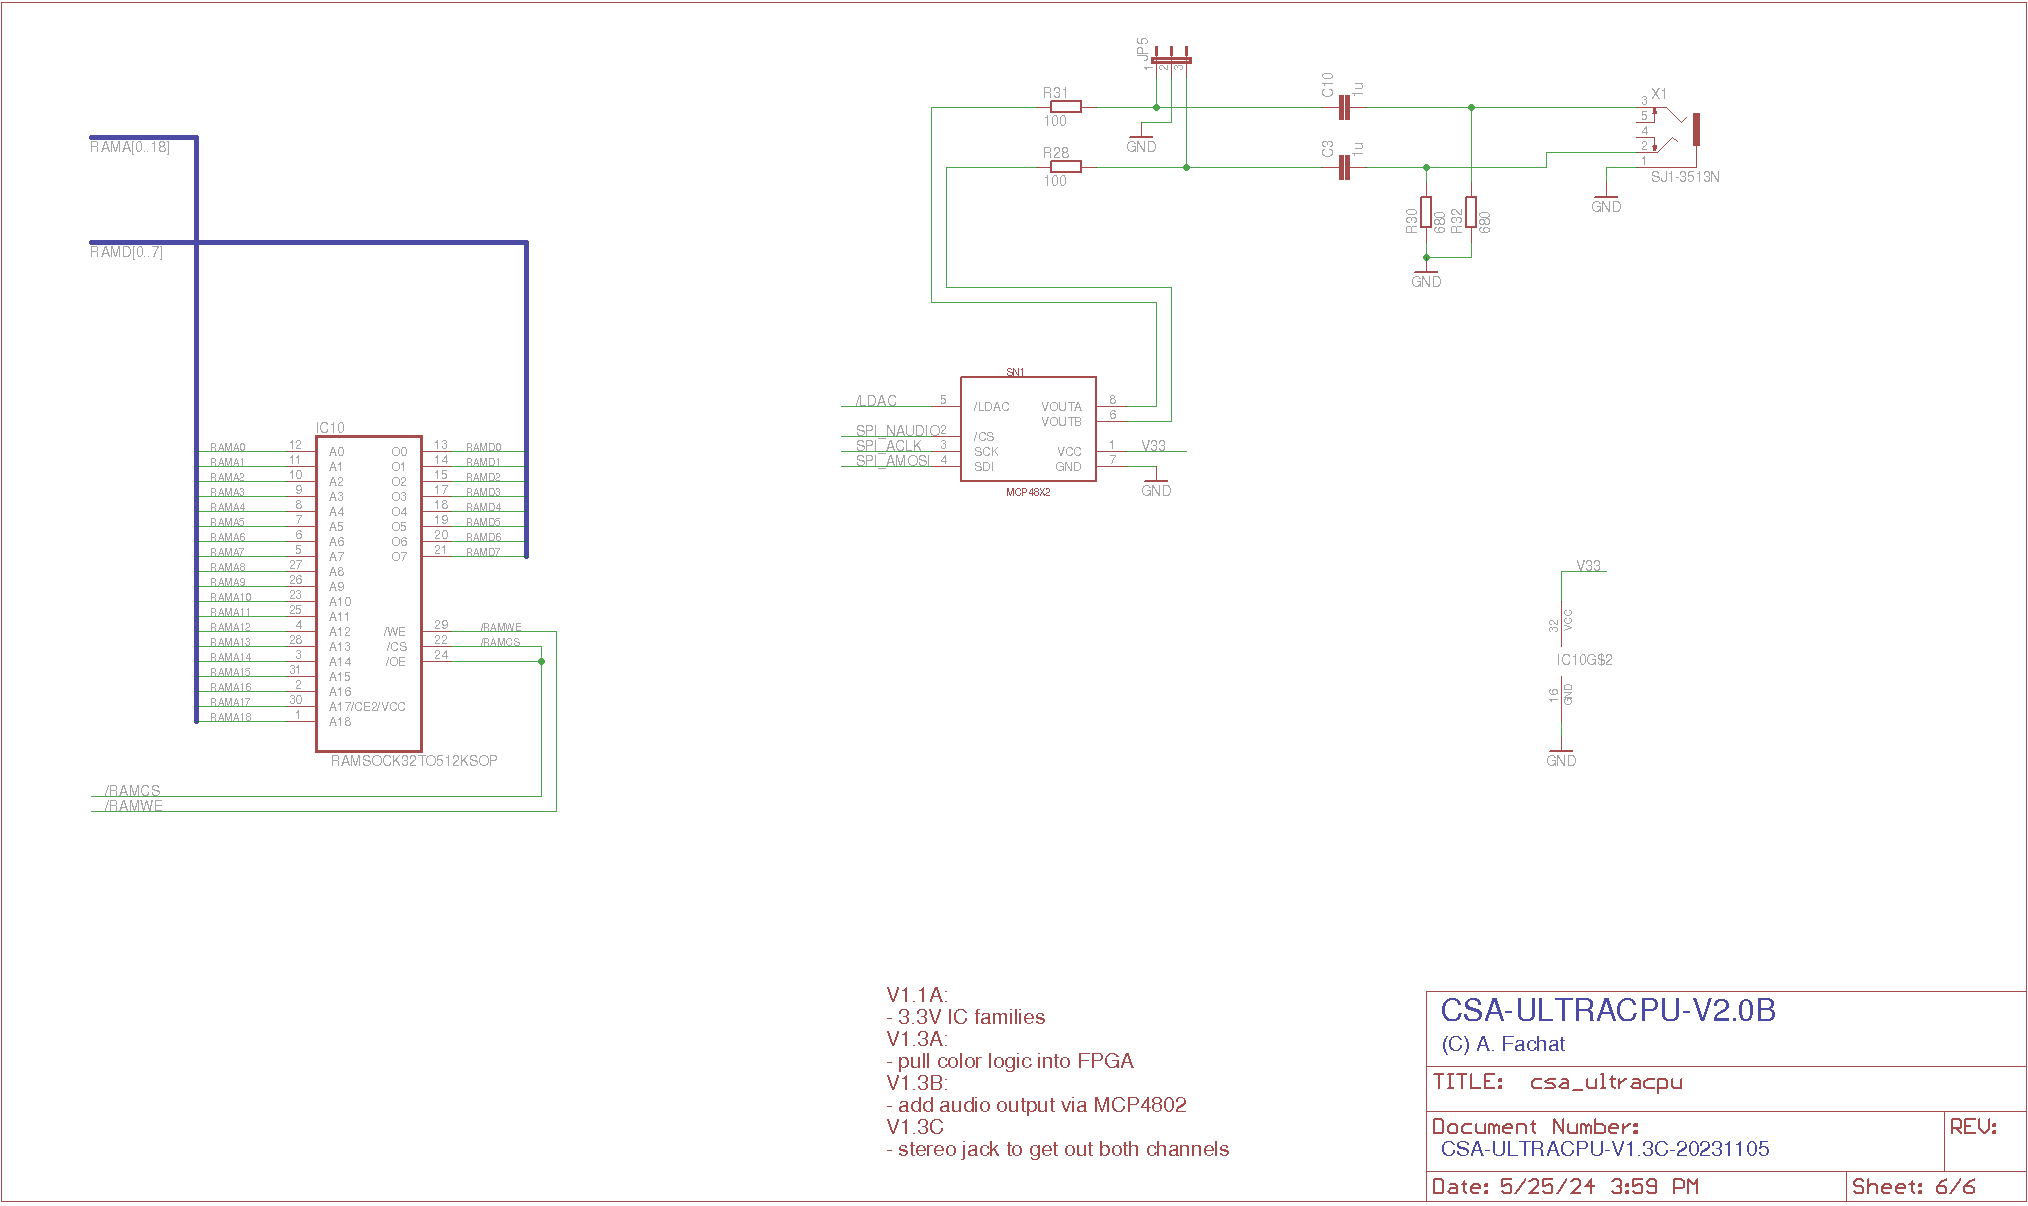 RAMA[0..18]
RAMD[0..7]
IC10
RAMA0 12 A0 O0 13 RAMD0
RAMA1 11 A1 O1 14 RAMD1
RAMA2 10 A2 O2 15 RAMD2
RAMA3 9 A3 O3 17 RAMD3
RAMA4 8 A4 O4 18 RAMD4
RAMA5 7 A5 O5 19 RAMD5
RAMA6 6 A6 O6 20 RAMD6
RAMA7 5 A7 O7 21 RAMD7
RAMA8 27 A8
RAMA9 26 A9
RAMA10 23 A10
RAMA11 25 A11
RAMA12 4 A12 /WE 29 /RAMWE
RAMA13 28 A13 /CS 22 /RAMCS
RAMA14 3 A14 /OE 24
RAMA15 31 A15
RAMA16 2 A16
RAMA17 30 A17/CE2/VCC
RAMA18 1 A18
RAMSOCK32TO512KSOP
/RAMCS
/RAMWE
JP5
1 2 3
R31
100
GND
R28
100
C10
1u
C3
1u
R30
680
R32
680
GND
X1
3
5
4
2
1
SJ1-3513N
GND
SN1
/LDAC 5 /LDAC VOUTA 8
VOUTB 6
SPI_NAUDIO 2 /CS
SPI_ACLK 3 SCK VCC 1 V33
SPI_AMOSI 4 SDI GND 7
MCP48X2
GND
V33
32 VCC
IC10G$2
16 GND
GND
V1.1A:
- 3.3V IC families
V1.3A:
- pull color logic into FPGA
V1.3B:
- add audio output via MCP4802
V1.3C
- stereo jack to get out both channels
CSA-ULTRACPU-V2.0B
(C) A. Fachat
TITLE: csa_ultracpu
Document Number:
CSA-ULTRACPU-V1.3C-20231105
REV:
Date: 5/25/24 3:59 PM
Sheet: 6/6